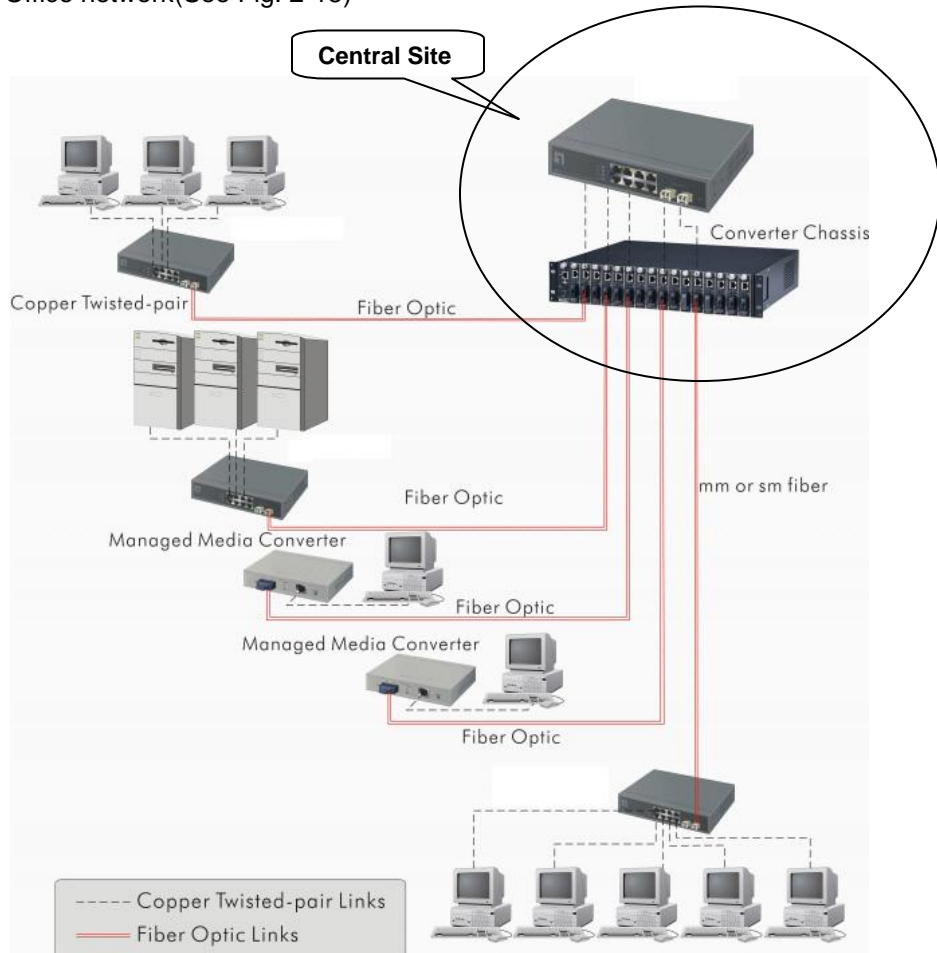 Office network(See Fig. 2-
Central Site
Converter Chassis
Copper Twisted-pair
Fiber Optic
Fiber Optic
mm or sm fiber
Managed Media Converter
Fiber Optic
Managed Media Converter
Fiber Optic
Copper Twisted-pair Links
Fiber Optic Links